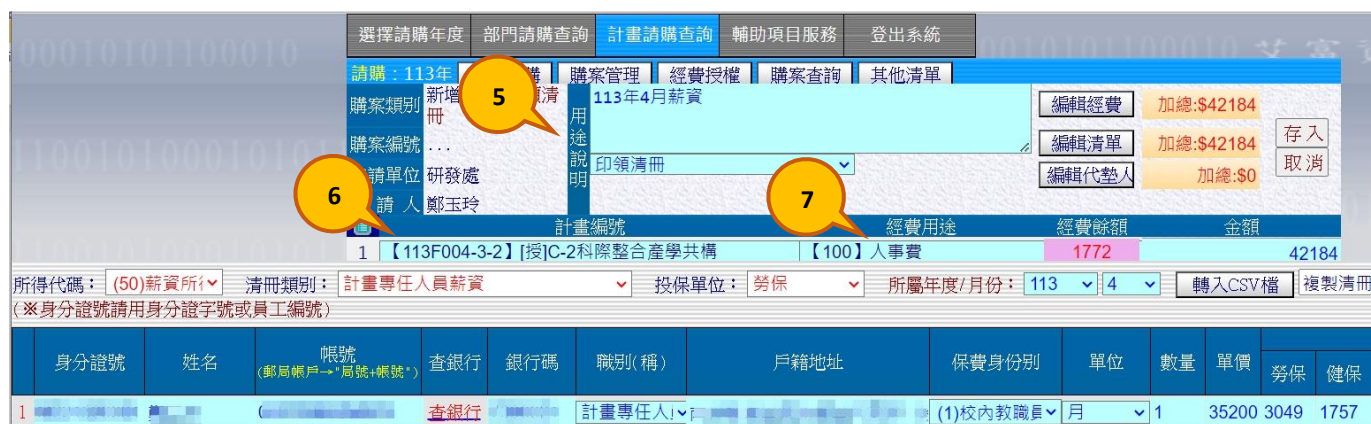 選擇請購年度 部門請購查詢 計畫請購查詢 輔助項目服務 登出系統
請購：113年 購 購案管理 經費授權 購案查詢 其他清單
購案類別 新增 領清冊
購案編號 ...
請單位 研發處
請 人 鄭玉玲
5
6
7
用途說明
113年4月薪資
印領清冊
編輯經費 加總:$42184
編輯清單 加總:$42184
編輯代墊人 加總:$0
存入
取消
計畫編號 經費用途 經費餘額 金額
1 【113F004-3-2】[授]C-2科際整合產學共構 【100】人事費 1772 42184
所得代碼： (50)薪資所 清冊類別： 計畫專任人員薪資 投保單位： 勞保 所屬年度/月份： 113 4 轉入CSV檔 複製清冊
(※身分證號請用身分證字號或員工編號)
身分證號 姓名 帳號 查銀行 銀行碼 職別(稱) 戶籍地址 保費身份別 單位 數量 單價 勞保 健保
(郵局帳戶→"局號+帳號")
1 查銀行 計畫專任人 (1)校內教職員 月 1 35200 3049 1757